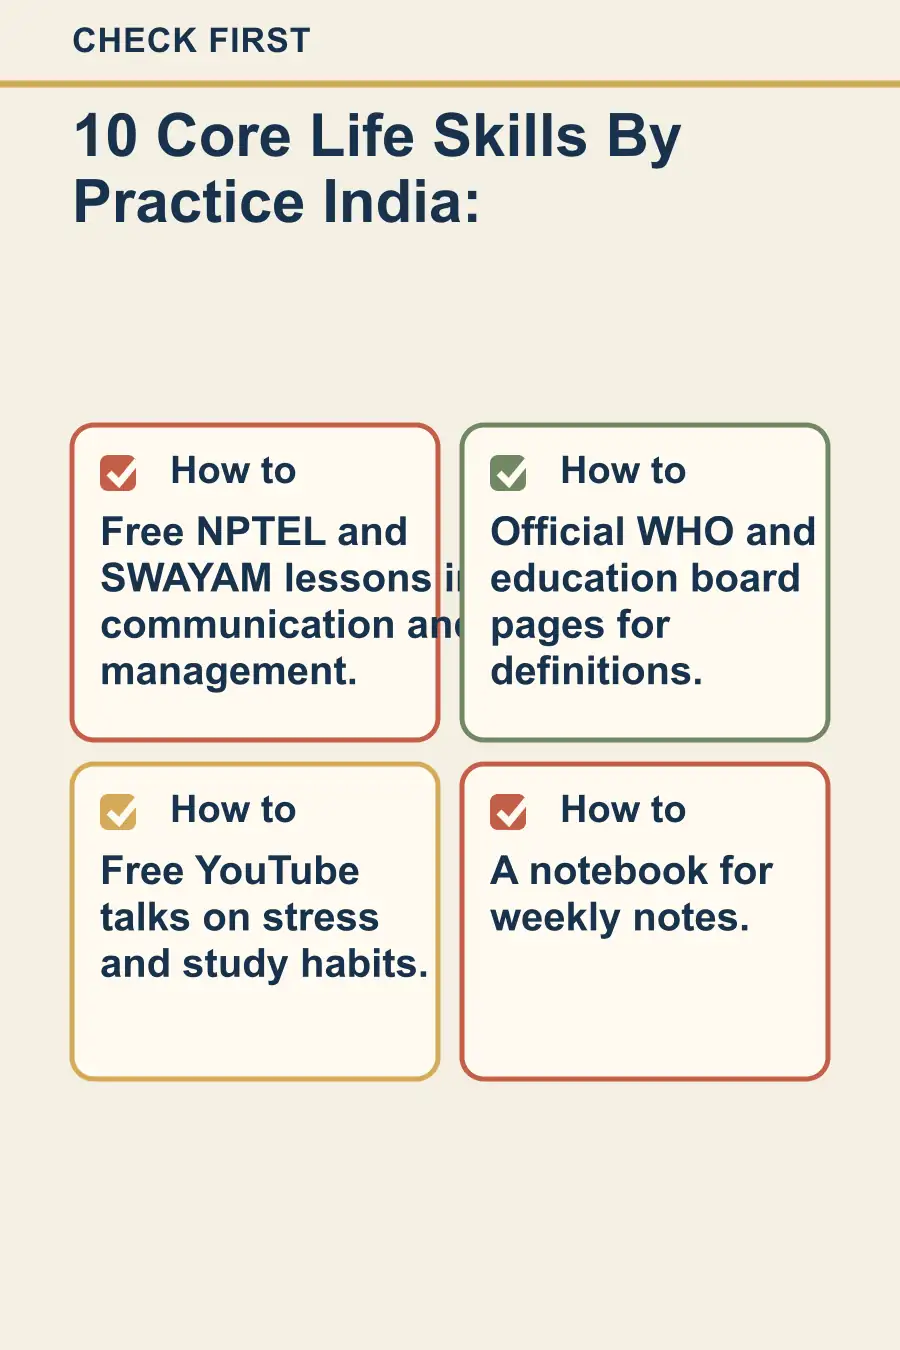 CHECK FIRST
10 Core Life Skills By
Practice India:
How to
Free NPTEL and
SWAYAM lessons
communication
management.
How to
Official WHO and
education board
pages for
definitions.
How to
Free YouTube
talks on stress
and study habits.
How to
A notebook for
weekly notes.